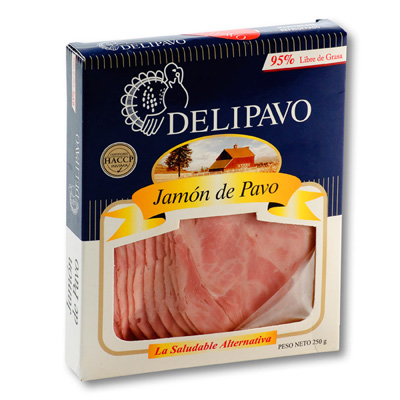 95% Libre de Grasa
DELIPAVO
HACCP
Jamón de Pavo
La Saludable Alternativa
PESO NETO 250 g
DELIPAVO
Jamón
de Pavo